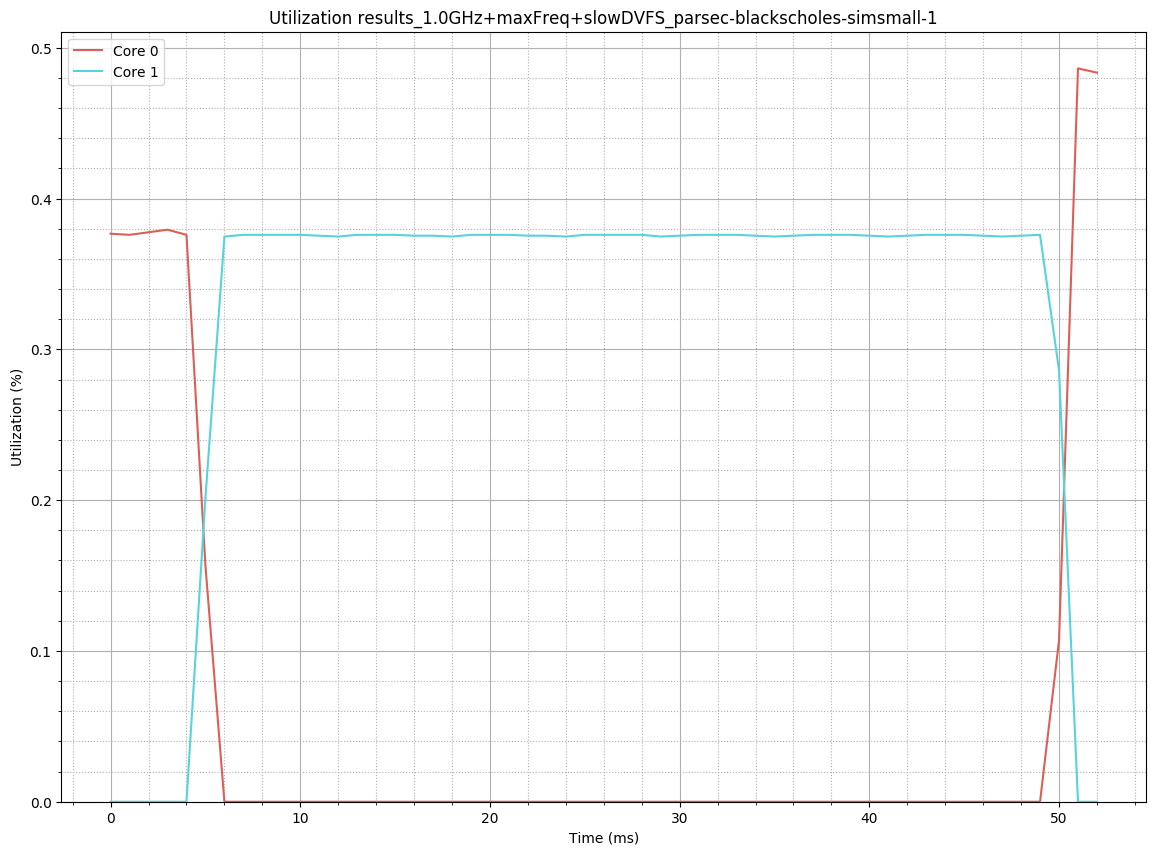 Utilization results_1.0GHz+maxFreq+slowDVFS_parsec-blackscholes-simsmall-1
Core 0
Core 1
Utilization (%)
0.5
0.4
0.3
0.2
0.1
0.0
0 10 20 30 40 50
Time (ms)